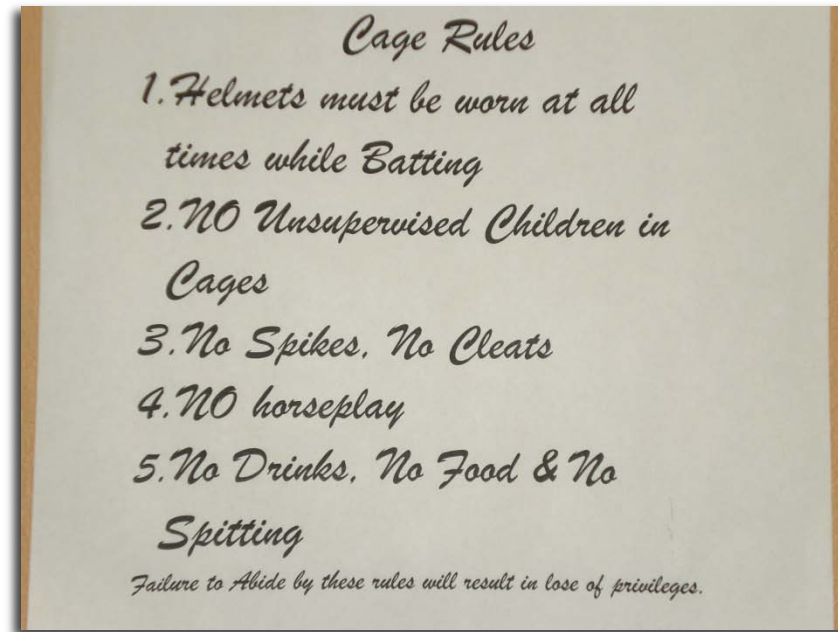 Cage Rules
1. Helmets must be worn at all
times while Batting
2. NO Unsupervised Children in
Cages
3. No Spikes, No Cleats
4. NO horseplay
5. No Drinks, No Food & No
Spitting
Failure to Abide by these rules will result in lose of privileges.